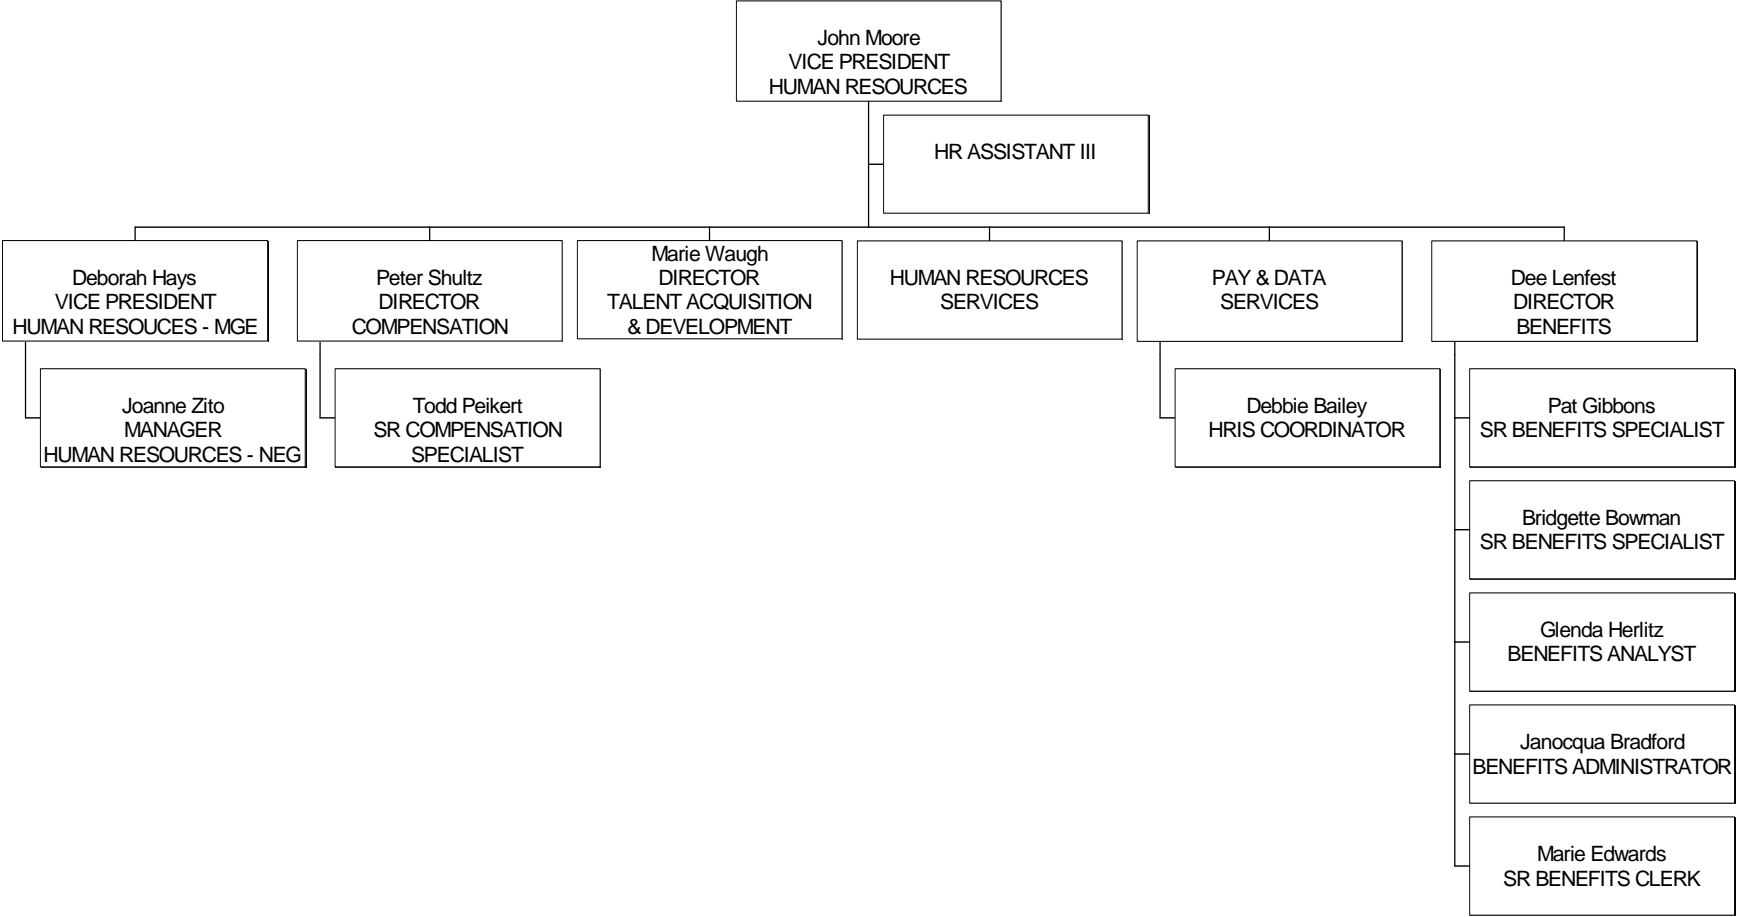 John Moore
VICE PRESIDENT
HUMAN RESOURCES
HR ASSISTANT III
Deborah Hays
VICE PRESIDENT
HUMAN RESOUCES - MGE
Peter Shultz
DIRECTOR
COMPENSATION
Marie Waugh
DIRECTOR
TALENT ACQUISITION
& DEVELOPMENT
HUMAN RESOURCES
SERVICES
PAY & DATA
SERVICES
Dee Lenfest
DIRECTOR
BENEFITS
Joanne Zito
MANAGER
HUMAN RESOURCES - NEG
Todd Peikert
SR COMPENSATION
SPECIALIST
Debbie Bailey
HRIS COORDINATOR
Pat Gibbons
SR BENEFITS SPECIALIST
Bridgette Bowman
SR BENEFITS SPECIALIST
Glenda Herlitz
BENEFITS ANALYST
Janocqua Bradford
BENEFITS ADMINISTRATOR
Marie Edwards
SR BENEFITS CLERK